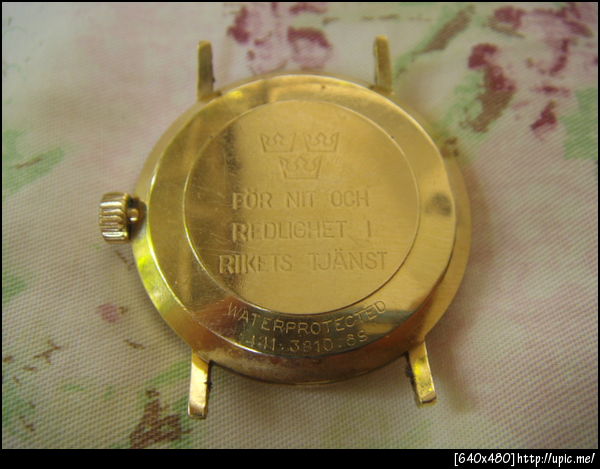 FÖR NIT OCH
REDLIGHET I
RIKETS TJÄNST
WATERPROTECTED
[640x480]http://upic.me/